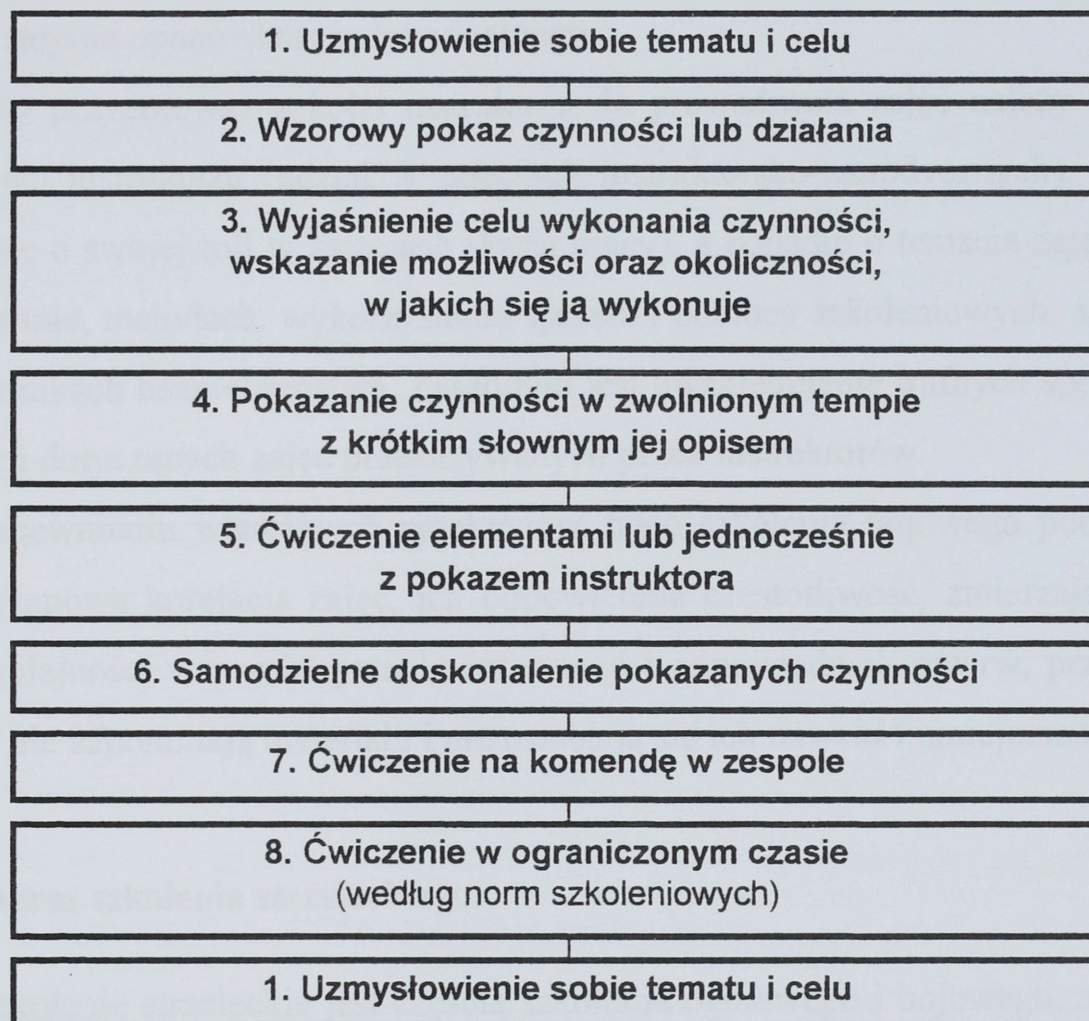 1. Uzmysłowienie sobie tematu i celu
2. Wzorowy pokaz czynności lub działania
3. Wyjaśnienie celu wykonania czynności,
wskazanie możliwości oraz okoliczności,
w jakich się ją wykonuje
4. Pokazanie czynności w zwolnionym tempie
z krótkim słownym jej opisem
5. Ćwiczenie elementami lub jednocześnie
z pokazem instruktora
6. Samodzielne doskonalenie pokazanych czynności
7. Ćwiczenie na komendę w zespole
8. Ćwiczenie w ograniczonym czasie
(według norm szkoleniowych)
1. Uzmysłowienie sobie tematu i celu